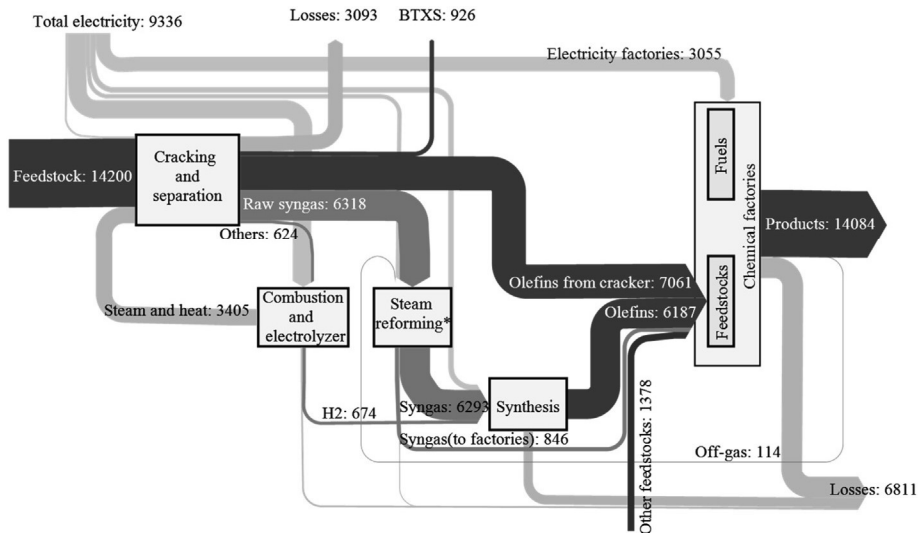 Total electricity: 9336
Losses: 3093
BTXS: 926
Electricity factories: 3055
Feedstock: 14200
Cracking
and
separation
Raw syngas: 6318
Others: 624
Fuels
Chemical factories
Feedstocks
Products: 14084
Olefins from cracker: 7061
Olefins: 6187
Steam and heat: 3405
Combustion
and
electrolyzer
Steam
reforming*
H2: 674
Syngas: 6293
Synthesis
Syngas(to factories): 846
Other feedstocks: 1378
Off-gas: 114
Losses: 6811